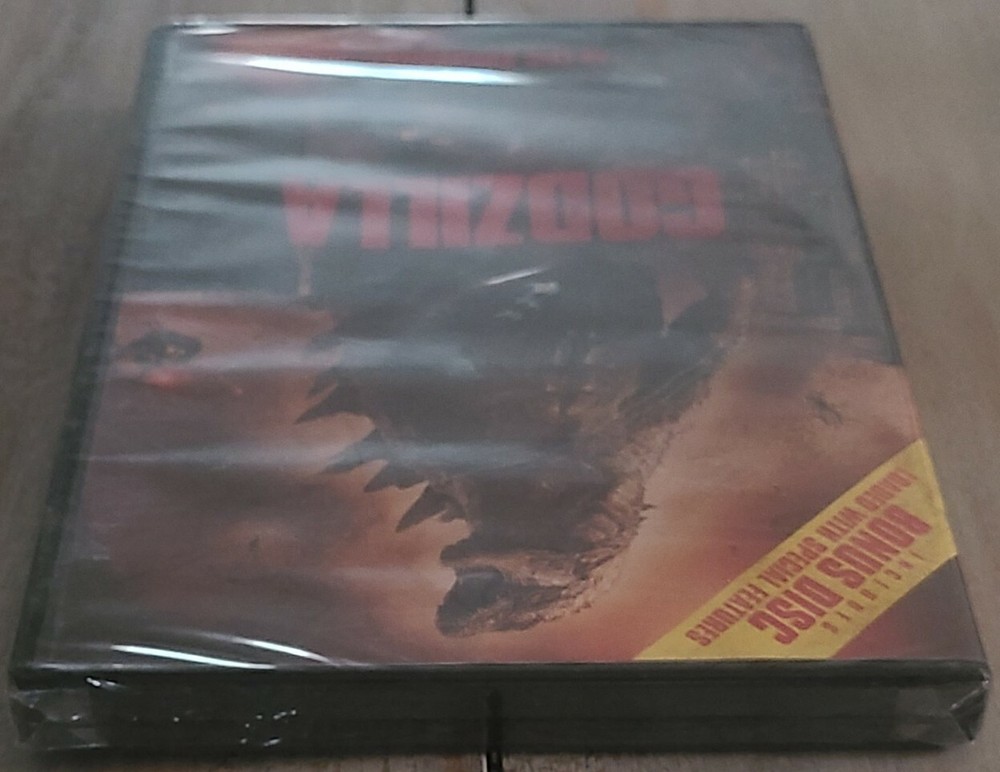 GODZILLA
INCLUDES
BONUS DISC
LOADED WITH SPECIAL FEATURES